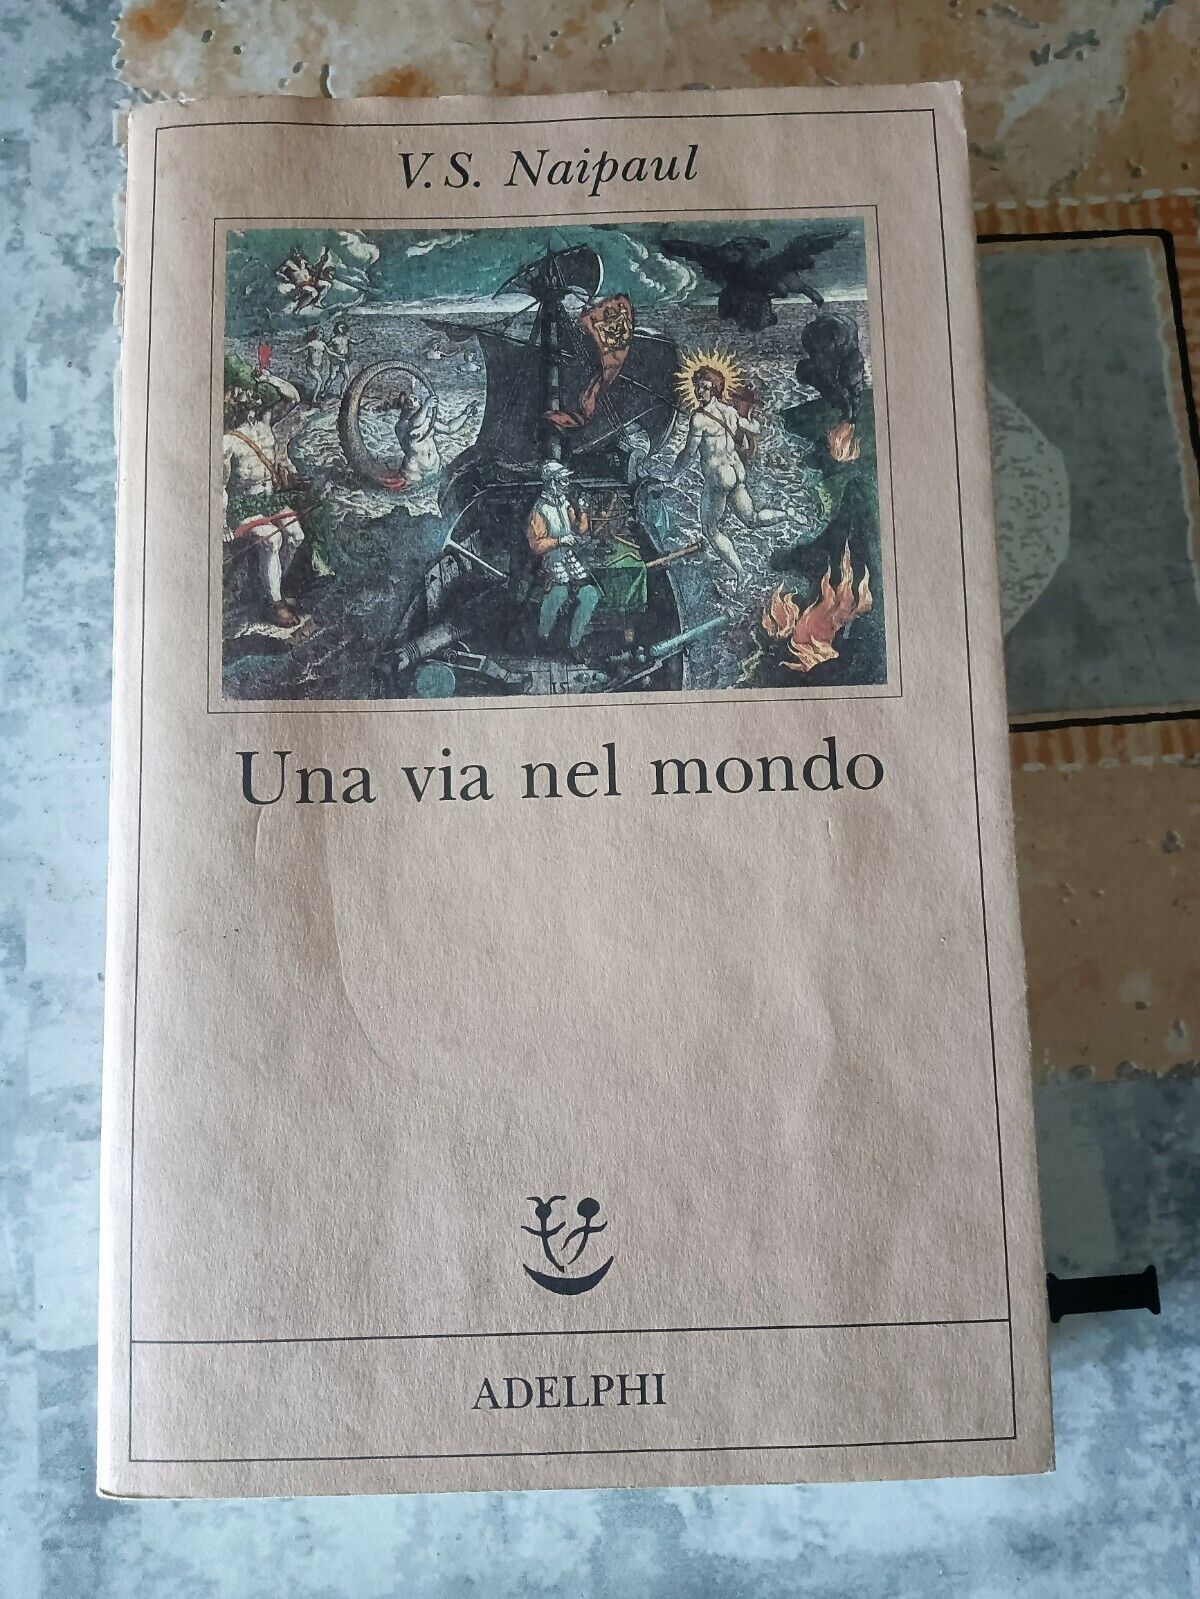 V. S. Naipaul
Una via nel mondo
ADELPHI